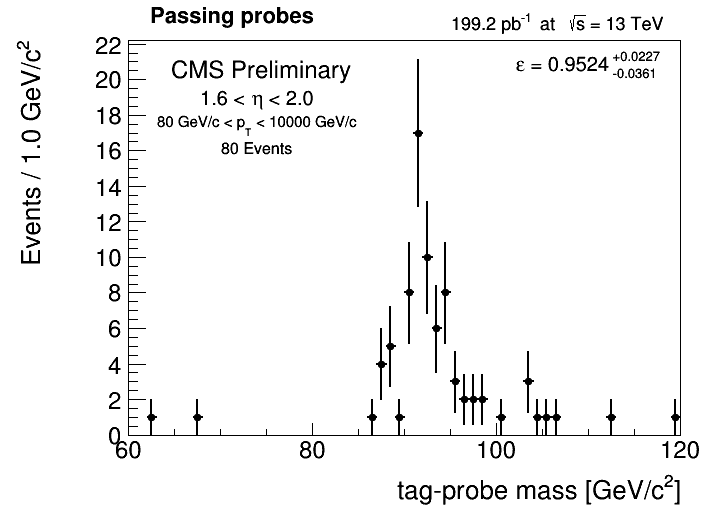 Passing probes
199.2 pb⁻¹ at √s = 13 TeV
CMS Preliminary
1.6 < η < 2.0
80 GeV/c < p_T < 10000 GeV/c
80 Events
ε = 0.9524 +0.0227 -0.0361
Events / 1.0 GeV/c²
22
20
18
16
14
12
10
8
6
4
2
0
60 80 100 120
tag-probe mass [GeV/c²]